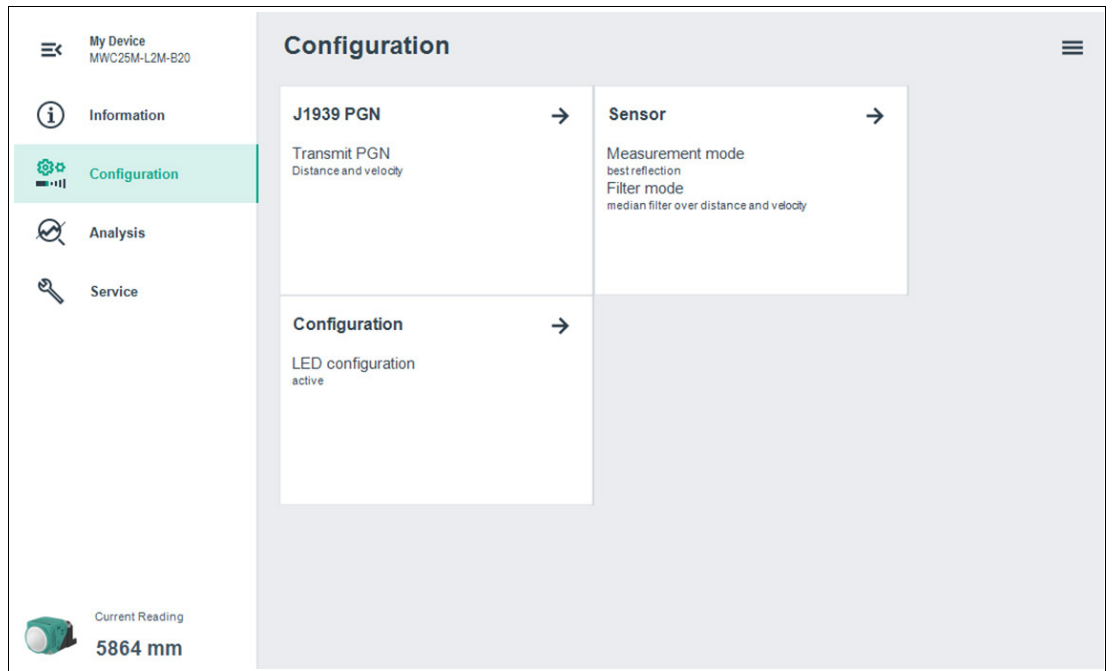 My Device
MWC25M-L2M-B20
Information
Configuration
Analysis
Service
Current Reading
5864 mm
Configuration
J1939 PGN
Transmit PGN
Distance and velocity
Sensor
Measurement mode
best reflection
Filter mode
median filter over distance and velocity
Configuration
LED configuration
active